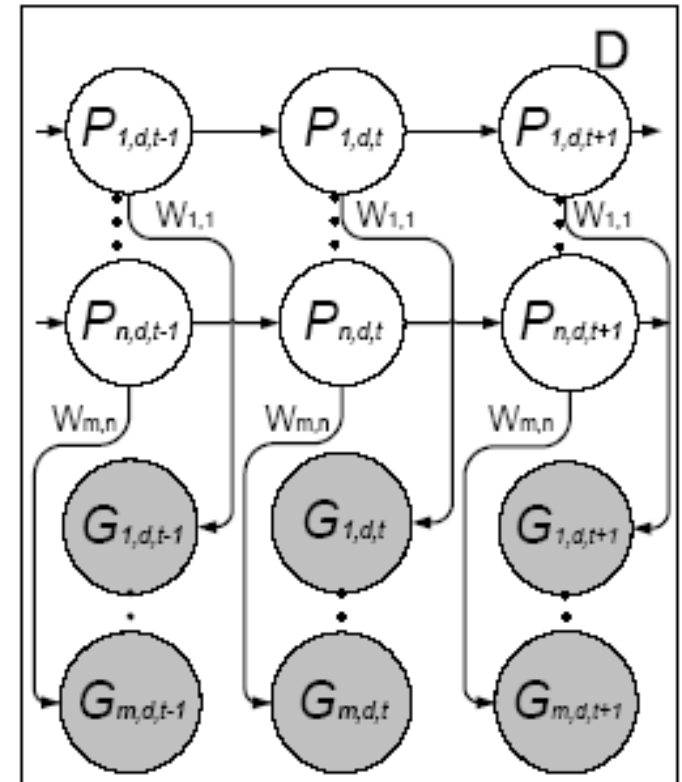 D
P1,d,t-1 P1,d,t P1,d,t+1
W1,1 W1,1 W1,1
Pn,d,t-1 Pn,d,t Pn,d,t+1
Wm,n Wm,n Wm,n
G1,d,t-1 G1,d,t G1,d,t+1
Gm,d,t-1 Gm,d,t Gm,d,t+1